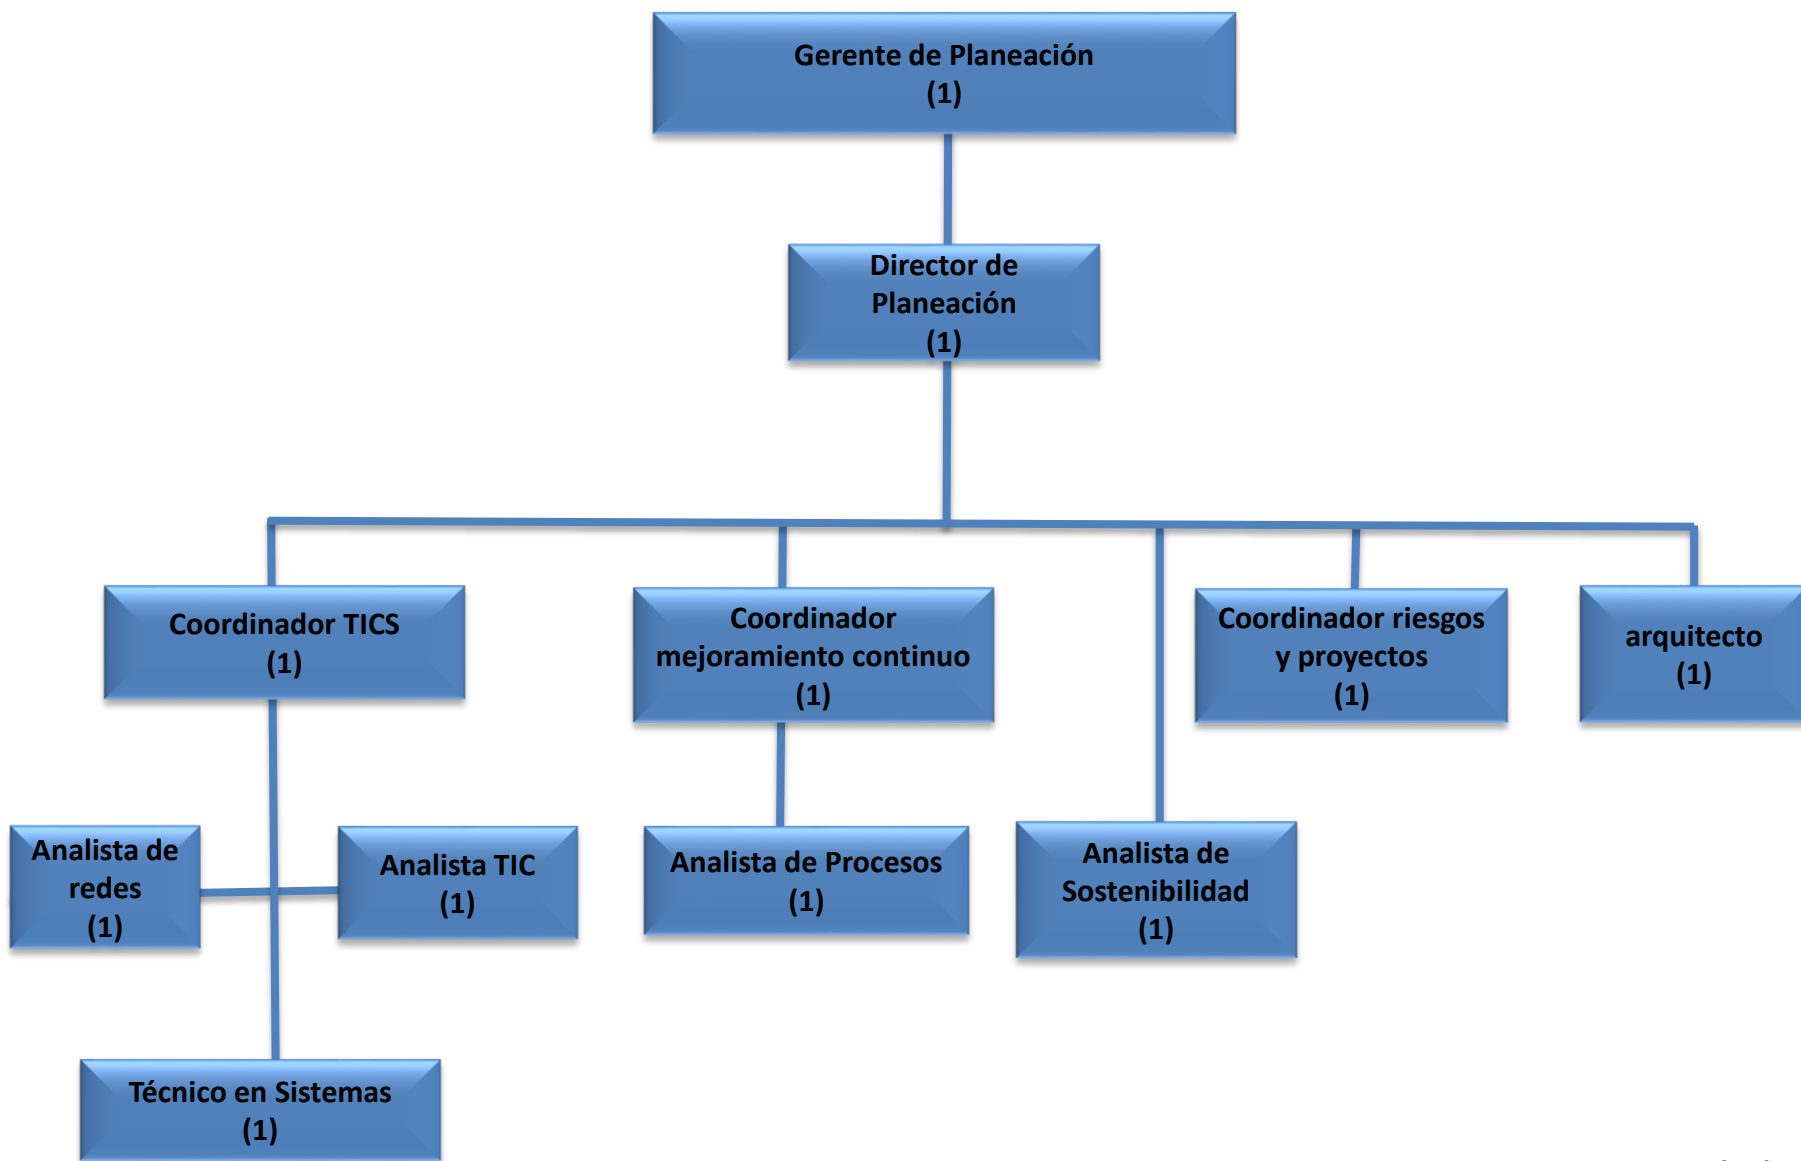 Gerente de Planeación
(1)
Director de
Planeación
(1)
Coordinador TICS
(1)
Coordinador
mejoramiento continuo
(1)
Coordinador riesgos
y proyectos
(1)
arquitecto
(1)
Analista de
redes
(1)
Analista TIC
(1)
Analista de Procesos
(1)
Analista de
Sostenibilidad
(1)
Técnico en Sistemas
(1)